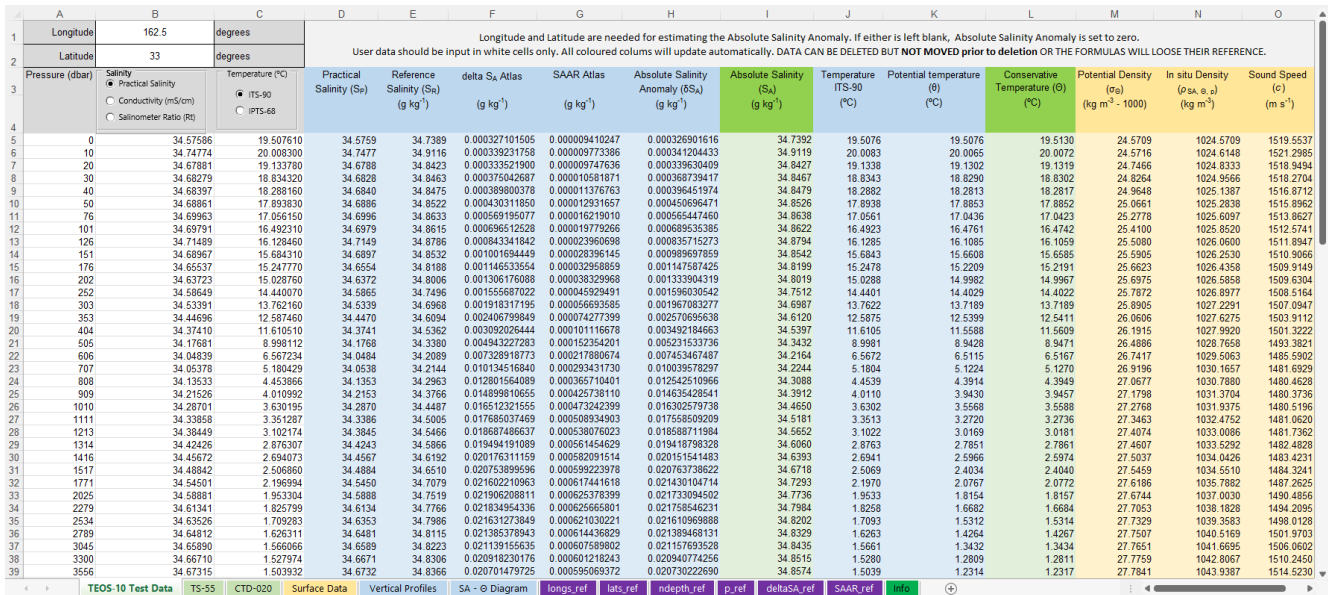 A B C D E F G H I J K L M N O
1 Longitude 162.5 degrees Longitude and Latitude are needed for estimating the Absolute Salinity Anomaly. If either is left blank, Absolute Salinity Anomaly is set to zero.
2 Latitude 33 degrees User data should be input in white cells only. All coloured colums will update automatically. DATA CAN BE DELETED BUT NOT MOVED prior to deletion OR THE FORMULAS WILL LOOSE THEIR REFERENCE.
Pressure (dbar) Salinity Temperature (ºC) Practical Reference delta SA Atlas SAAR Atlas Absolute Salinity Absolute Salinity Temperature Potential temperature Conservative Potential Density In situ Density Sound Speed
3 Practical Salinity ITS-90 Salinity (SP) Salinity (SR) Anomaly (δSA) (SA) ITS-90 (θ) Temperature (Θ) (σΘ) (ρ SA, Θ, p) (c)
Conductivity (mS/cm) IPTS-68 (g kg-1) (g kg-1) (g kg-1) (g kg-1) (g kg-1) (ºC) (ºC) (ºC) (kg m-3 - 1000) (kg m-3) (m s-1)
4 Salinometer Ratio (Rt)
5 0 34.57586 19.507610 34.5759 34.7389 0.000327101505 0.000009410247 0.000326901616 34.7392 19.5076 19.5076 19.5130 24.5709 1024.5709 1519.5537
6 10 34.74774 20.008300 34.7477 34.9116 0.000339231758 0.000009773386 0.000341204433 34.9119 20.0083 20.0065 20.0072 24.5716 1024.6148 1521.2985
7 20 34.67881 19.133780 34.6788 34.8423 0.000333521900 0.000009747636 0.000339630409 34.8427 19.1338 19.1302 19.1319 24.7466 1024.8333 1518.9494
8 30 34.68279 18.834320 34.6828 34.8463 0.000375042687 0.000010581871 0.000368739417 34.8467 18.8343 18.8290 18.8302 24.8264 1024.9566 1518.2704
9 40 34.68397 18.288160 34.6840 34.8475 0.000389800378 0.000011376763 0.000396451974 34.8479 18.2882 18.2813 18.2817 24.9648 1025.1387 1516.8712
10 50 34.68861 17.893830 34.6886 34.8522 0.000430311850 0.000012931657 0.000450696471 34.8526 17.8938 17.8853 17.8852 25.0661 1025.2838 1515.8962
11 76 34.69963 17.056150 34.6996 34.8633 0.000569195077 0.000016219010 0.000565447460 34.8638 17.0561 17.0436 17.0423 25.2778 1025.6097 1513.8627
12 101 34.69791 16.492310 34.6979 34.8615 0.000696512528 0.000019779266 0.000689535385 34.8622 16.4923 16.4761 16.4742 25.4100 1025.8520 1512.5741
13 126 34.71489 16.128460 34.7149 34.8786 0.000843341842 0.000023960698 0.000835715273 34.8794 16.1285 16.1085 16.1059 25.5080 1026.0600 1511.8947
14 151 34.68967 15.684310 34.6897 34.8532 0.001001694449 0.000028396145 0.000989697859 34.8542 15.6843 15.6608 15.6585 25.5905 1026.2530 1510.9066
15 176 34.65537 15.247770 34.6554 34.8188 0.001146533554 0.000032958859 0.001147587425 34.8199 15.2478 15.2209 15.2191 25.6623 1026.4358 1509.9149
16 202 34.63723 15.028760 34.6372 34.8006 0.001306176088 0.000038329968 0.001333904319 34.8019 15.0288 14.9982 14.9967 25.6975 1026.5858 1509.6304
17 252 34.58649 14.440070 34.5865 34.7496 0.001555687022 0.000045929491 0.001596030542 34.7512 14.4401 14.4029 14.4022 25.7872 1026.8977 1508.5164
18 303 34.53391 13.762160 34.5339 34.6968 0.001918317195 0.000056693585 0.001967083277 34.6987 13.7622 13.7189 13.7189 25.8905 1027.2291 1507.0947
19 353 34.44696 12.587460 34.4470 34.6094 0.002406799849 0.000074277399 0.002570695638 34.6120 12.5875 12.5399 12.5411 26.0606 1027.6275 1503.9112
20 404 34.37410 11.610510 34.3741 34.5362 0.003092026444 0.000101116678 0.003492184663 34.5397 11.6105 11.5588 11.5609 26.1915 1027.9920 1501.3222
21 505 34.17681 8.998112 34.1768 34.3380 0.004943227283 0.000152354201 0.005231533736 34.3432 8.9981 8.9428 8.9471 26.4886 1028.7658 1493.3821
22 606 34.04839 6.567234 34.0484 34.2089 0.007328918773 0.000217880674 0.007453467487 34.2164 6.5672 6.5115 6.5167 26.7417 1029.5063 1485.5902
23 707 34.05378 5.180429 34.0538 34.2144 0.010134516840 0.000293431730 0.010039578297 34.2244 5.1804 5.1224 5.1270 26.9196 1030.1657 1481.6929
24 808 34.13533 4.453866 34.1353 34.2963 0.012801564089 0.000365710401 0.012542510966 34.3088 4.4539 4.3914 4.3949 27.0677 1030.7880 1480.4628
25 909 34.21526 4.010992 34.2153 34.3766 0.014899810655 0.000425738110 0.014635428541 34.3912 4.0110 3.9430 3.9457 27.1798 1031.3704 1480.3736
26 1010 34.28701 3.630195 34.2870 34.4487 0.016512321555 0.000473242399 0.016302579738 34.4650 3.6302 3.5568 3.5588 27.2768 1031.9375 1480.5196
27 1111 34.33858 3.351287 34.3386 34.5005 0.017685037469 0.000508934903 0.017558509209 34.5181 3.3513 3.2720 3.2736 27.3463 1032.4752 1481.0620
28 1213 34.38449 3.102174 34.3845 34.5466 0.018687486637 0.000538076023 0.018588711984 34.5652 3.1022 3.0169 3.0181 27.4074 1033.0086 1481.7362
29 1314 34.42426 2.876307 34.4243 34.5866 0.019494191089 0.000561454629 0.019418798328 34.6060 2.8763 2.7851 2.7861 27.4607 1033.5292 1482.4828
30 1416 34.45672 2.694073 34.4567 34.6192 0.020176311159 0.000582091514 0.020151541483 34.6393 2.6941 2.5966 2.5974 27.5037 1034.0426 1483.4231
31 1517 34.48842 2.506860 34.4884 34.6510 0.020753899596 0.000599223978 0.020763738622 34.6718 2.5069 2.4034 2.4040 27.5459 1034.5510 1484.3241
32 1771 34.54501 2.196994 34.5450 34.7079 0.021602210963 0.000617441618 0.021430104714 34.7293 2.1970 2.0767 2.0772 27.6186 1035.7882 1487.2625
33 2025 34.58881 1.953304 34.5888 34.7519 0.021906208811 0.000625378399 0.021733094502 34.7736 1.9533 1.8154 1.8157 27.6744 1037.0030 1490.4856
34 2279 34.61341 1.825799 34.6134 34.7766 0.021834954336 0.000625665801 0.021758546231 34.7984 1.8258 1.6682 1.6684 27.7053 1038.1828 1494.2095
35 2534 34.63526 1.709283 34.6353 34.7986 0.021631273849 0.000621030221 0.021610969888 34.8202 1.7093 1.5312 1.5314 27.7329 1039.3583 1498.0128
36 2789 34.64812 1.626311 34.6481 34.8115 0.021385378943 0.000614436829 0.021389468131 34.8329 1.6263 1.4264 1.4267 27.7507 1040.5169 1501.9703
37 3045 34.65890 1.566066 34.6589 34.8223 0.021139155635 0.000607589802 0.021157693528 34.8435 1.5661 1.3432 1.3434 27.7651 1041.6695 1506.0602
38 3300 34.66710 1.527974 34.6671 34.8306 0.020918230176 0.000601218243 0.020940774256 34.8515 1.5280 1.2809 1.2811 27.7759 1042.8067 1510.2450
39 3556 34.67315 1.503932 34.6732 34.8366 0.020701479725 0.000595069372 0.020730222690 34.8574 1.5039 1.2314 1.2317 27.7841 1043.9387 1514.5230
TEOS-10 Test Data TS-55 CTD-020 Surface Data Vertical Profiles SA - Θ Diagram longs_ref lats_ref ndepth_ref p_ref deltaSA_ref SAAR_ref Info